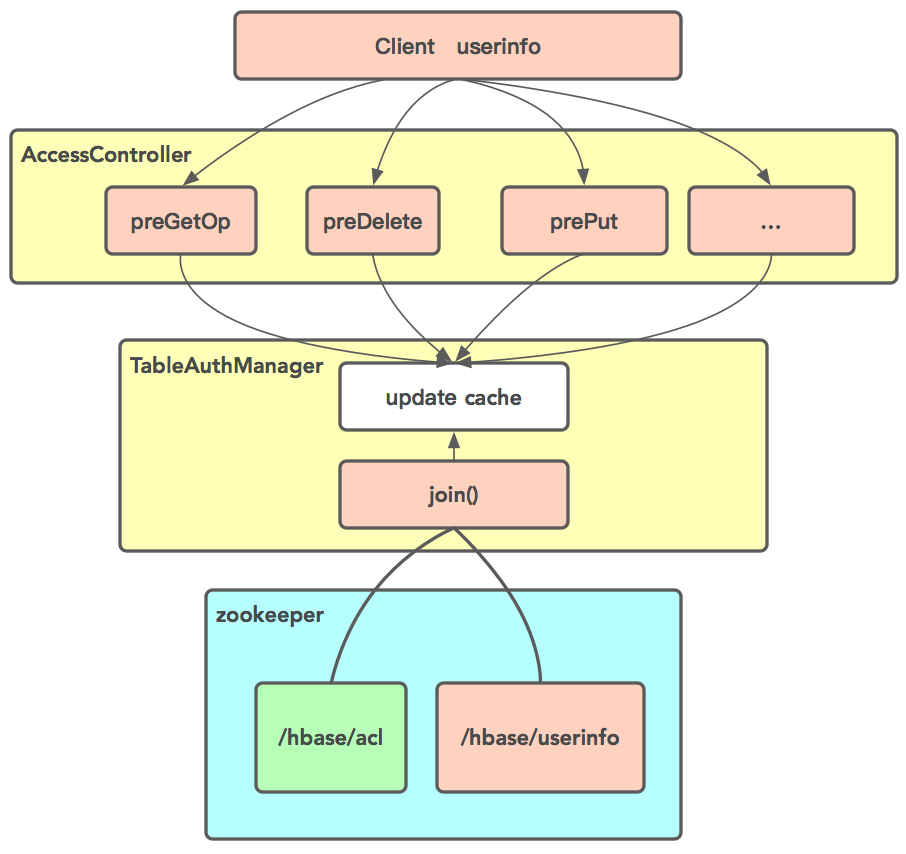 Client userinfo
AccessController
preGetOp
preDelete
prePut
...
TableAuthManager
update cache
join()
zookeeper
/hbase/acl
/hbase/userinfo